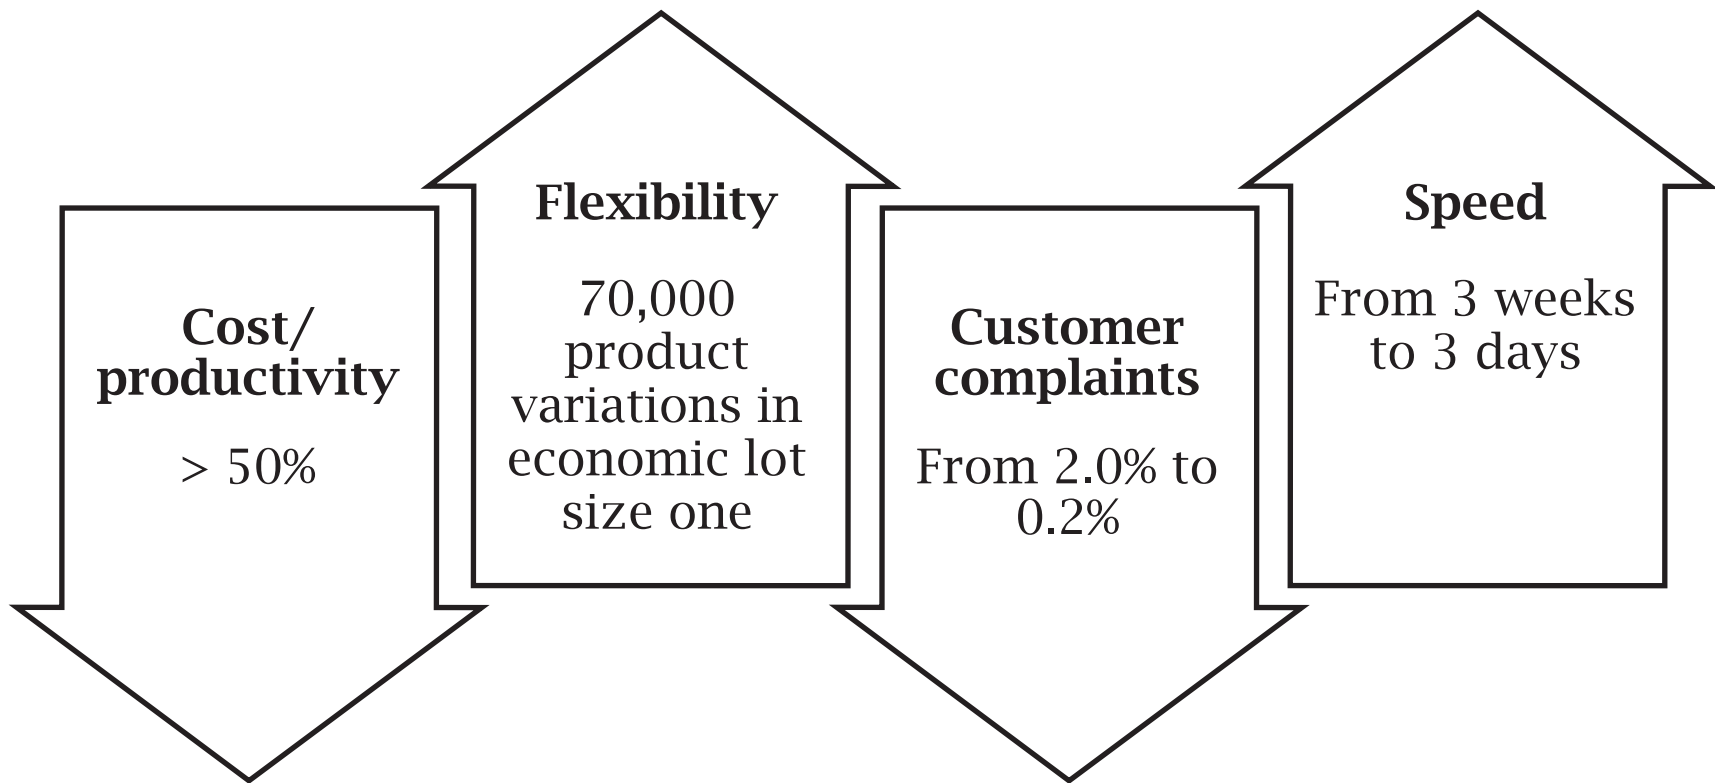 Cost/
productivity
> 50%
Flexibility
70,000
product
variations in
economic lot
size one
Customer
complaints
From 2.0% to
0.2%
Speed
From 3 weeks
to 3 days